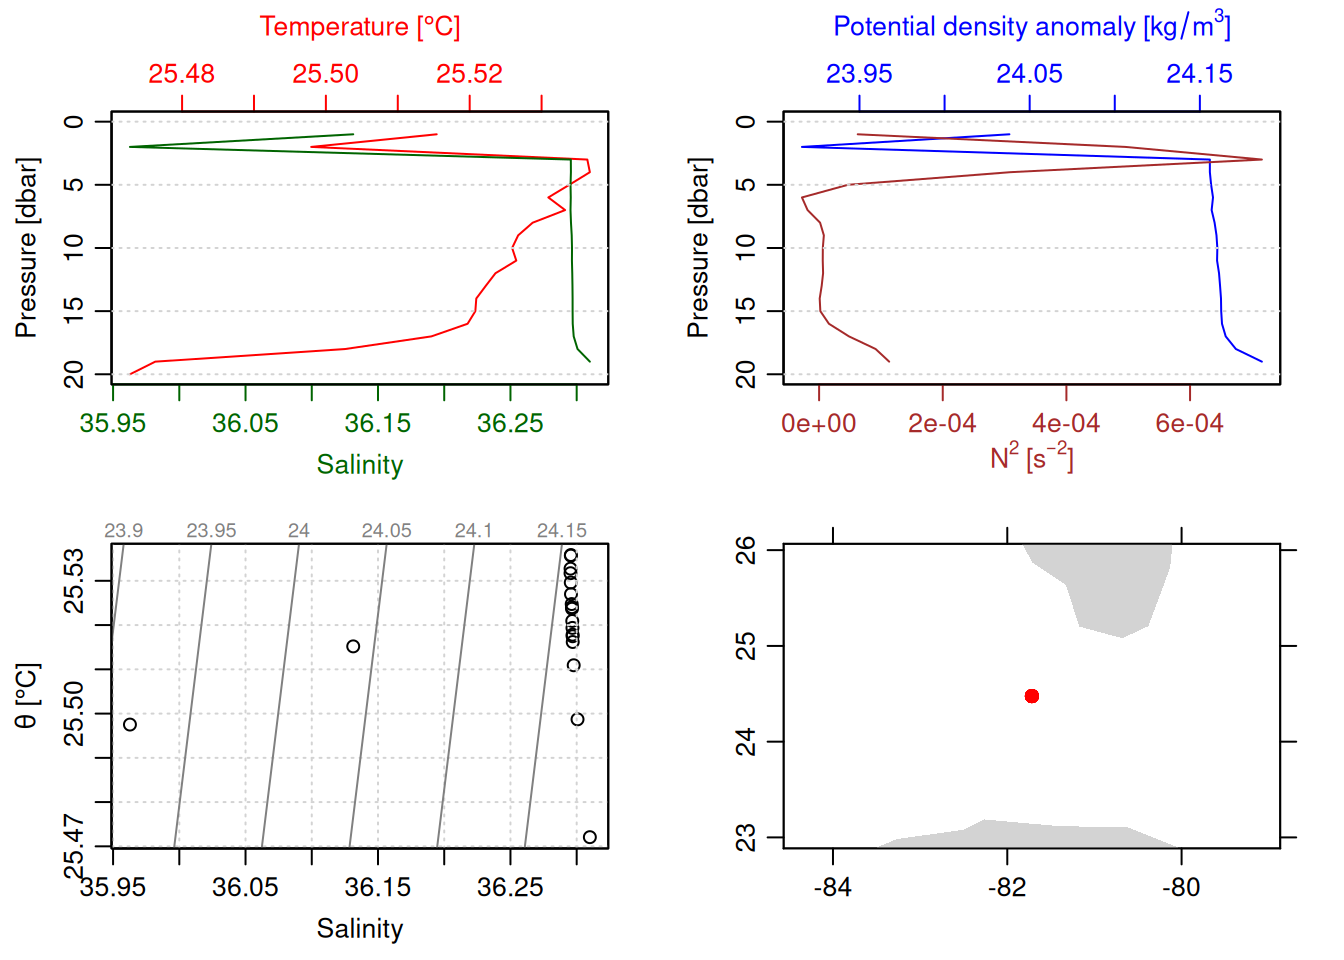 Temperature [°C]
25.48 25.50 25.52
0
5
10
15
20
Pressure [dbar]
35.95 36.05 36.15 36.25
Salinity
Potential density anomaly [kg/m³]
23.95 24.05 24.15
0
5
10
15
20
Pressure [dbar]
0e+00 2e-04 4e-04 6e-04
N² [s⁻²]
23.9 23.95 24 24.05 24.1 24.15
25.53
25.50
25.47
θ [°C]
35.95 36.05 36.15 36.25
Salinity
26
25
24
23
-84 -82 -80